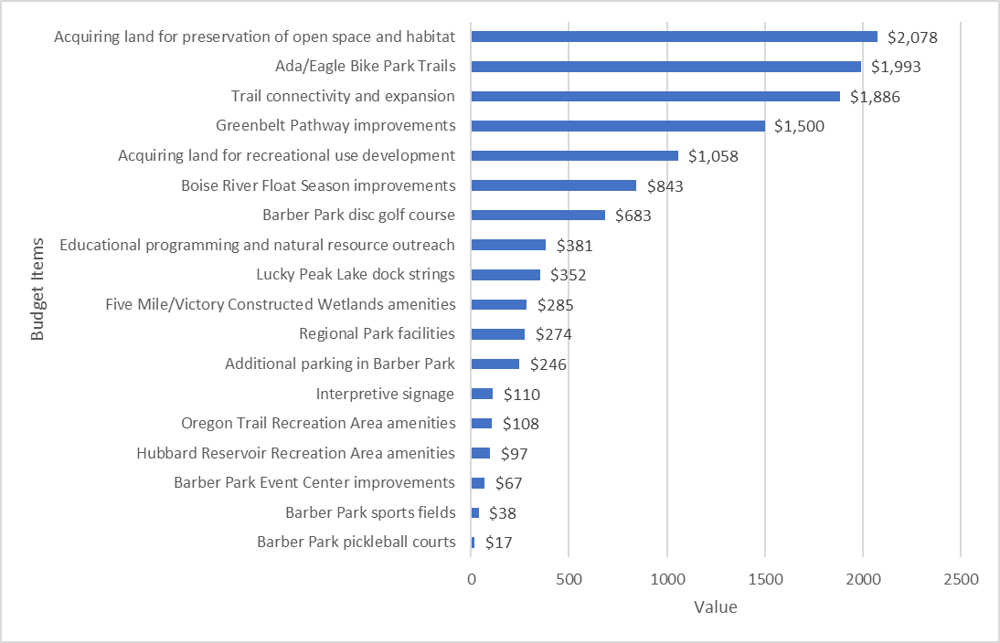 Acquiring land for preservation of open space and habitat $2,078
Ada/Eagle Bike Park Trails $1,993
Trail connectivity and expansion $1,886
Greenbelt Pathway improvements $1,500
Acquiring land for recreational use development $1,058
Boise River Float Season improvements $843
Barber Park disc golf course $683
Educational programming and natural resource outreach $381
Lucky Peak Lake dock strings $352
Five Mile/Victory Constructed Wetlands amenities $285
Regional Park facilities $274
Additional parking in Barber Park $246
Interpretive signage $110
Oregon Trail Recreation Area amenities $108
Hubbard Reservoir Recreation Area amenities $97
Barber Park Event Center improvements $67
Barber Park sports fields $38
Barber Park pickleball courts $17
Budget Items
0 500 1000 1500 2000 2500
Value